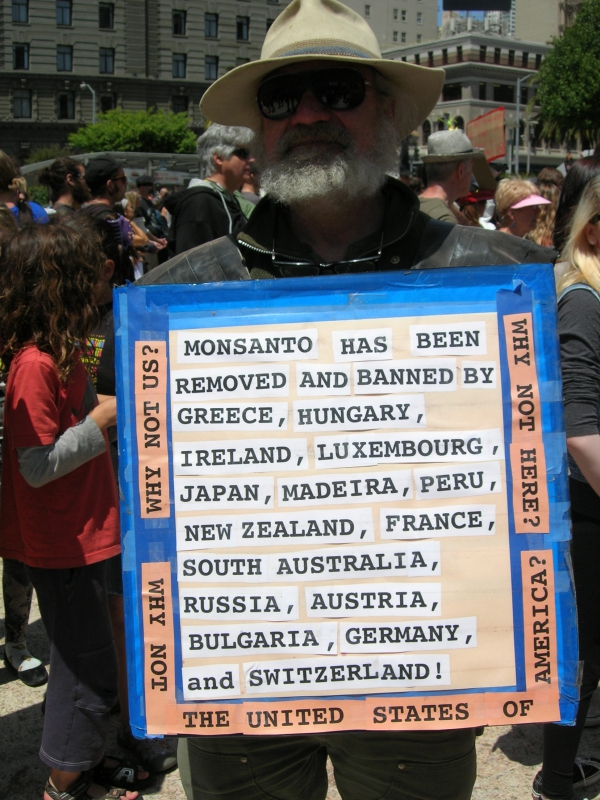 MONSANTO HAS BEEN
REMOVED AND BANNED BY
GREECE, HUNGARY,
IRELAND, LUXEMBOURG,
JAPAN, MADEIRA, PERU,
NEW ZEALAND, FRANCE,
SOUTH AUSTRALIA,
RUSSIA, AUSTRIA,
BULGARIA, GERMANY,
and SWITZERLAND!
WHY NOT US?
WHY NOT HERE?
WHY NOT
THE UNITED STATES OF
AMERICA?